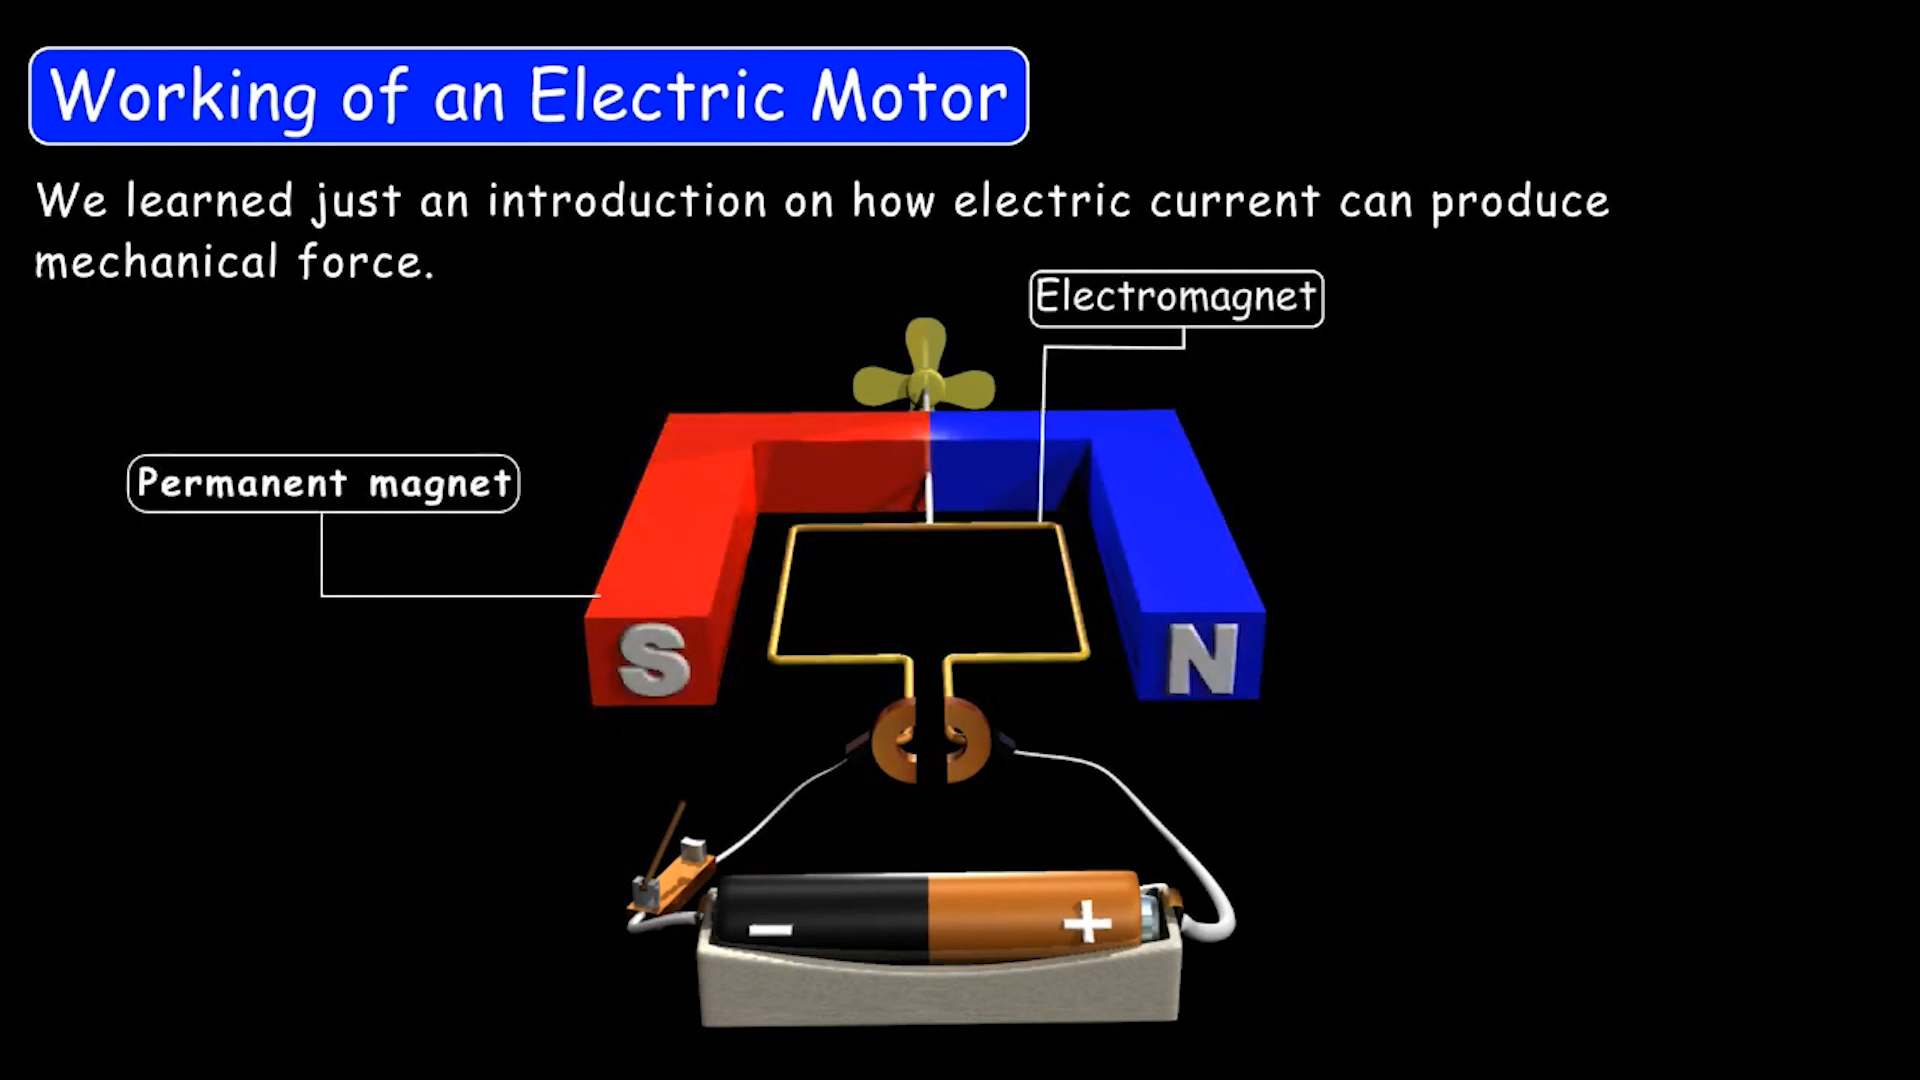 Working of an Electric Motor
We learned just an introduction on how electric current can produce
mechanical force.
Electromagnet
Permanent magnet
S
N
–
+